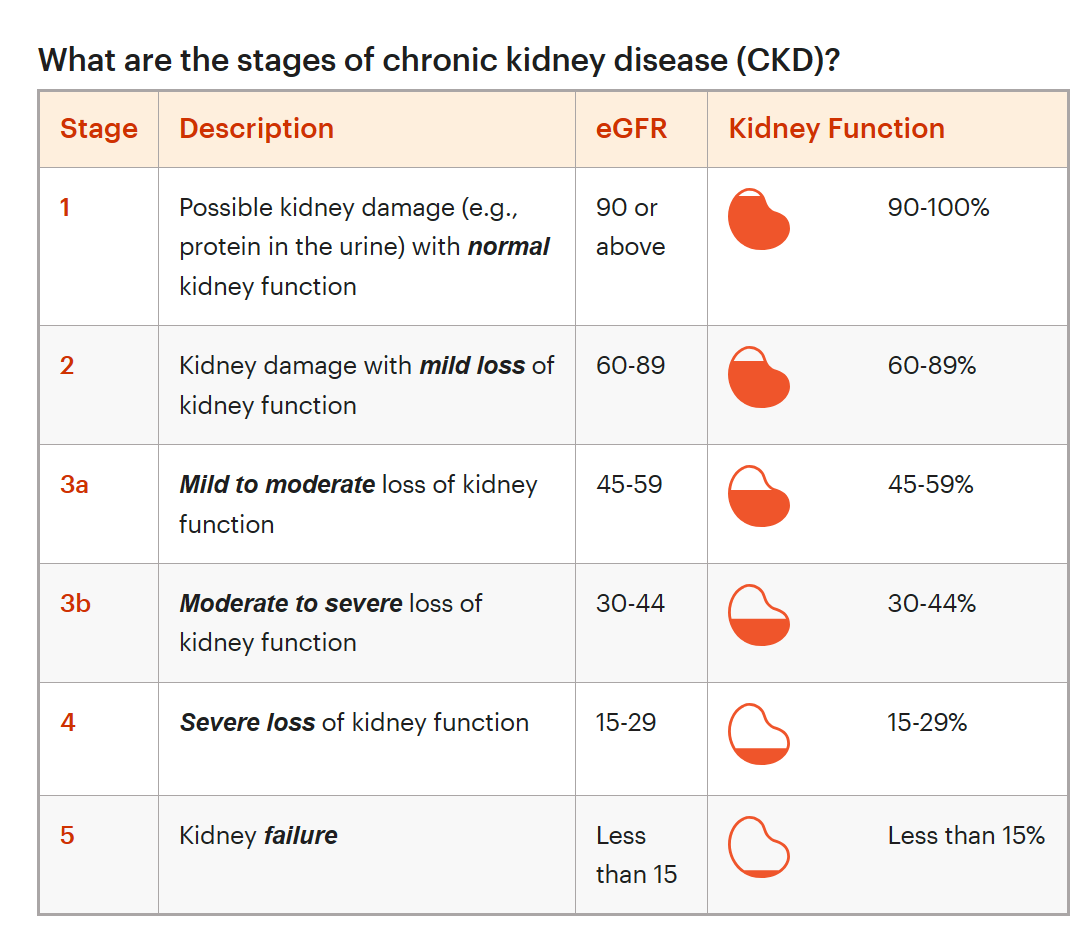 What are the stages of chronic kidney disease (CKD)?
Stage Description eGFR Kidney Function
1 Possible kidney damage (e.g., 90 or 90-100%
protein in the urine) with normal above
kidney function
2 Kidney damage with mild loss of 60-89 60-89%
kidney function
3a Mild to moderate loss of kidney 45-59 45-59%
function
3b Moderate to severe loss of 30-44 30-44%
kidney function
4 Severe loss of kidney function 15-29 15-29%
5 Kidney failure Less Less than 15%
than 15